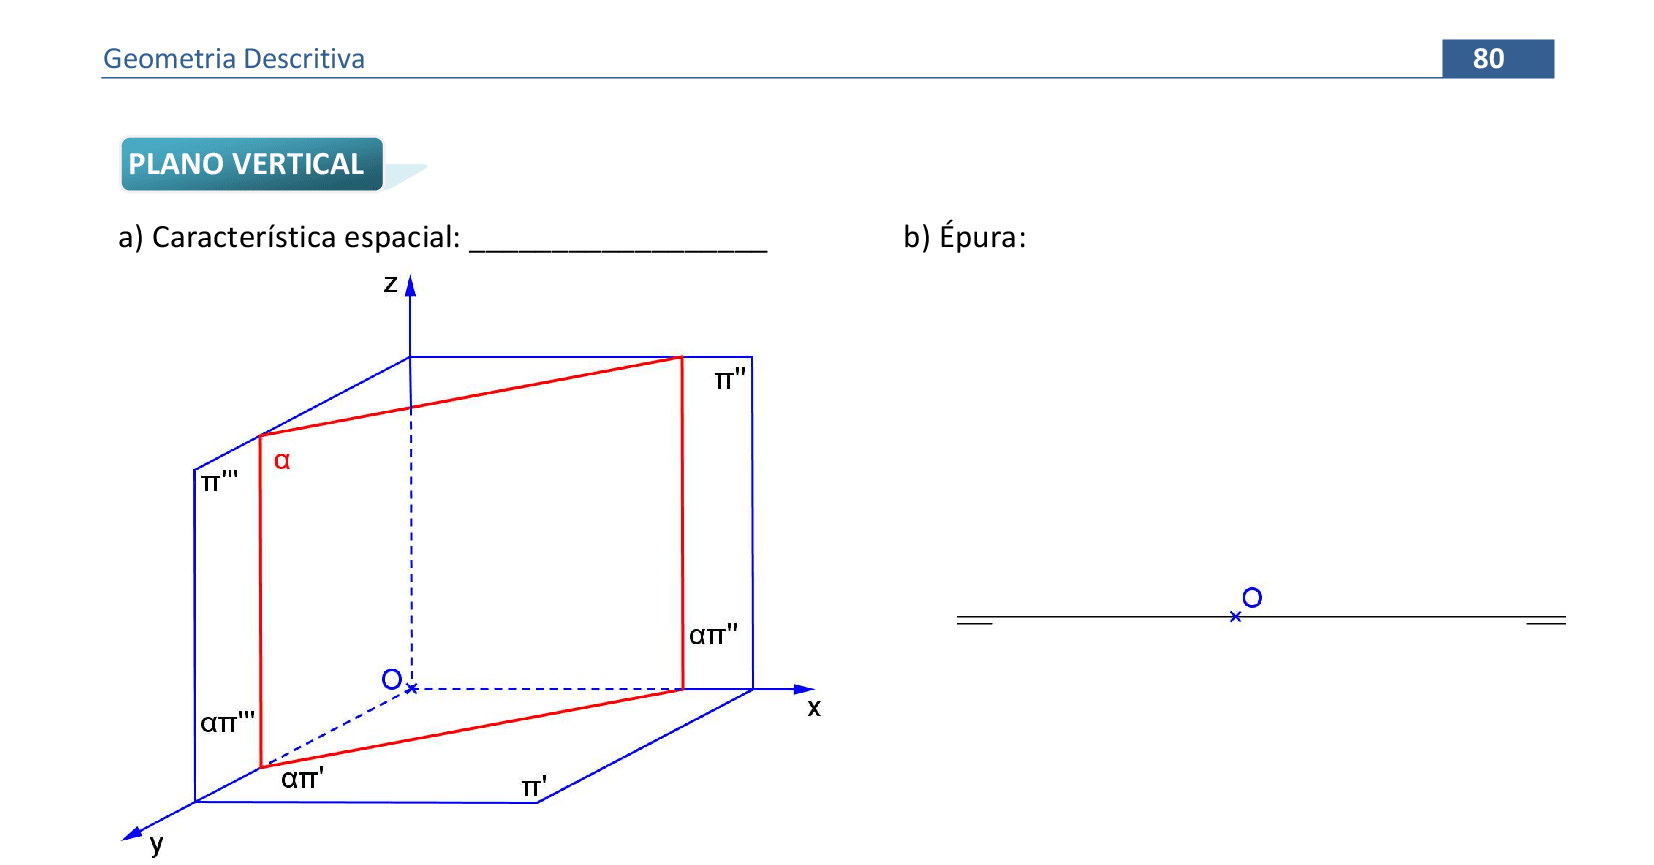 Geometria Descritiva 80
PLANO VERTICAL
a) Característica espacial: ___________________ b) Épura:
z
π''
α
π'''
O
απ''
O
x
απ'''
απ'
π'
y